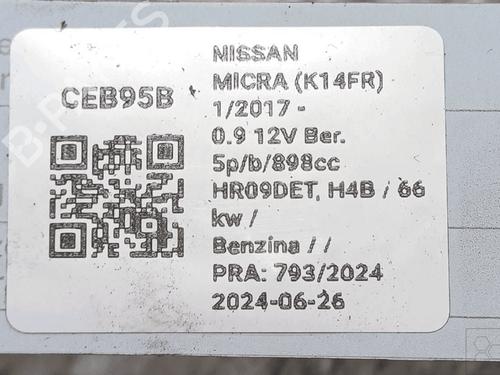 CEB95B
NISSAN
MICRA (K14FR)
1/2017 -
0.9 12V Ber.
5p/b/898cc
HR09DET, H4B / 66
kw /
Benzina / /
PRA: 793/2024
2024-06-26